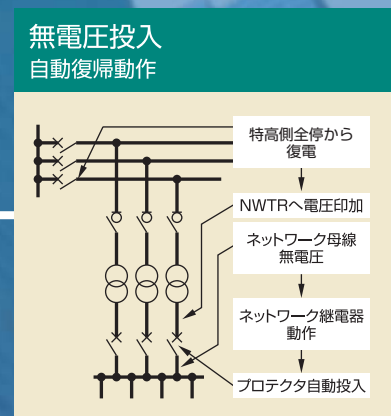 無電圧投入
自動復帰動作
特高側全停から
復電
NWTRへ電圧印加
ネットワーク母線
無電圧
ネットワーク継電器
動作
プロテクタ自動投入